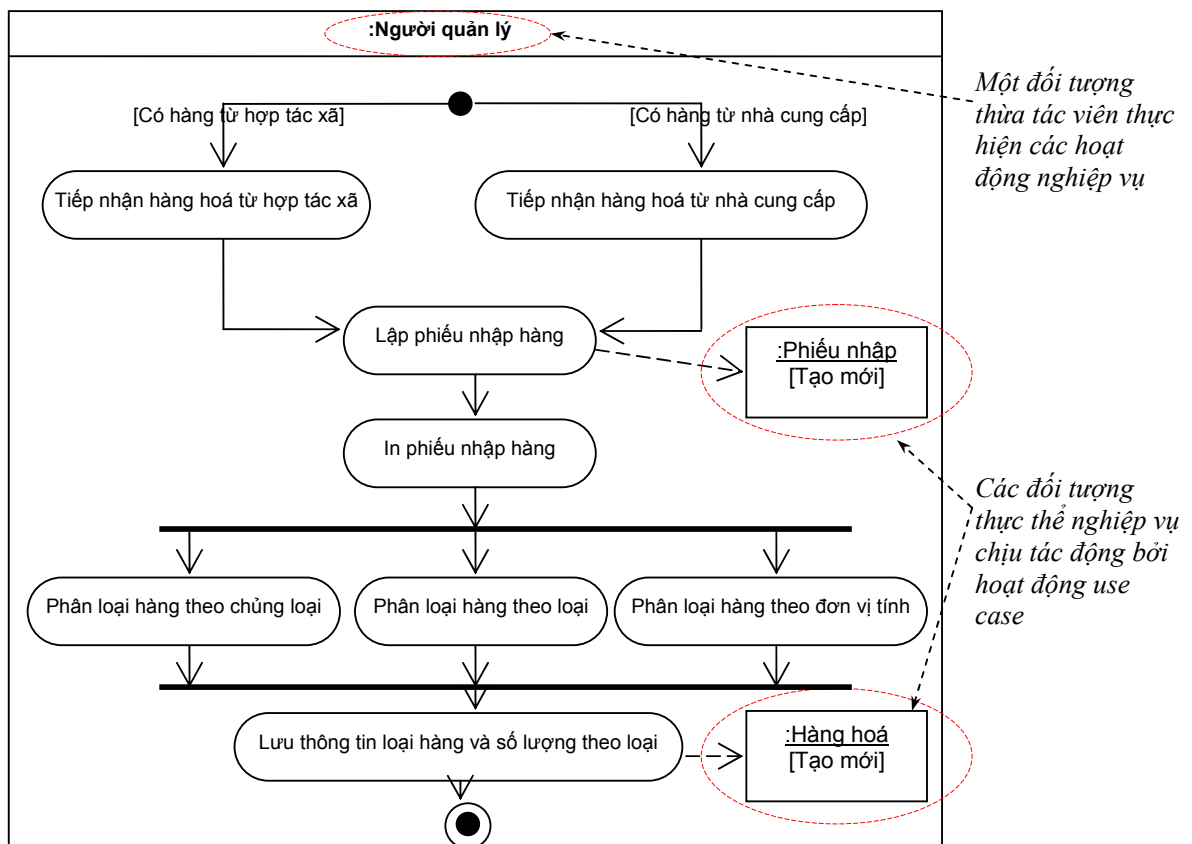 :Người quản lý
Một đối tượng
thừa tác viên thực
hiện các hoạt
động nghiệp vụ
[Có hàng từ hợp tác xã]
[Có hàng từ nhà cung cấp]
Tiếp nhận hàng hoá từ hợp tác xã
Tiếp nhận hàng hoá từ nhà cung cấp
Lập phiếu nhập hàng
:Phiếu nhập
[Tạo mới]
In phiếu nhập hàng
Các đối tượng
thực thể nghiệp vụ
chịu tác động bởi
hoạt động use
case
Phân loại hàng theo chủng loại
Phân loại hàng theo loại
Phân loại hàng theo đơn vị tính
Lưu thông tin loại hàng và số lượng theo loại
:Hàng hoá
[Tạo mới]